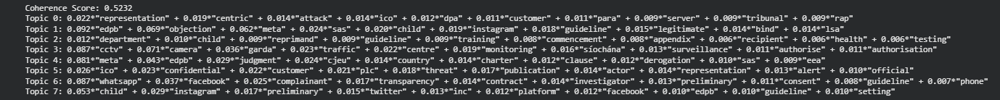 Coherence Score: 0.5232
Topic 0: 0.022*"representation" + 0.019*"centric" + 0.014*"attack" + 0.014*"ico" + 0.012*"dpa" + 0.011*"customer" + 0.011*"para" + 0.009*"server" + 0.009*"tribunal" + 0.009*"rap"
Topic 1: 0.092*"edpb" + 0.069*"objection" + 0.062*"meta" + 0.024*"sas" + 0.020*"child" + 0.019*"instagram" + 0.018*"guideline" + 0.015*"legitimate" + 0.014*"bind" + 0.014*"lsa"
Topic 2: 0.012*"department" + 0.010*"child" + 0.009*"reprimand" + 0.009*"guideline" + 0.009*"training" + 0.008*"commencement" + 0.008*"appendix" + 0.006*"recipient" + 0.006*"health" + 0.006*"testing"
Topic 3: 0.087*"cctv" + 0.071*"camera" + 0.036*"garda" + 0.023*"traffic" + 0.022*"centre" + 0.019*"monitoring" + 0.016*"síochána" + 0.013*"surveillance" + 0.011*"authorise" + 0.011*"authorisation"
Topic 4: 0.081*"meta" + 0.043*"edpb" + 0.029*"judgment" + 0.024*"cjeu" + 0.014*"country" + 0.014*"charter" + 0.012*"clause" + 0.012*"derogation" + 0.010*"sas" + 0.009*"eea"
Topic 5: 0.026*"ico" + 0.023*"confidential" + 0.022*"customer" + 0.021*"plc" + 0.018*"threat" + 0.017*"publication" + 0.014*"actor" + 0.014*"representation" + 0.013*"alert" + 0.010*"official"
Topic 6: 0.087*"whatsapp" + 0.037*"facebook" + 0.025*"complainant" + 0.017*"transparency" + 0.014*"contract" + 0.014*"investigator" + 0.013*"preliminary" + 0.011*"consent" + 0.008*"guideline" + 0.007*"phone"
Topic 7: 0.053*"child" + 0.029*"instagram" + 0.017*"preliminary" + 0.015*"twitter" + 0.013*"inc" + 0.012*"platform" + 0.012*"facebook" + 0.010*"edpb" + 0.010*"guideline" + 0.010*"setting"